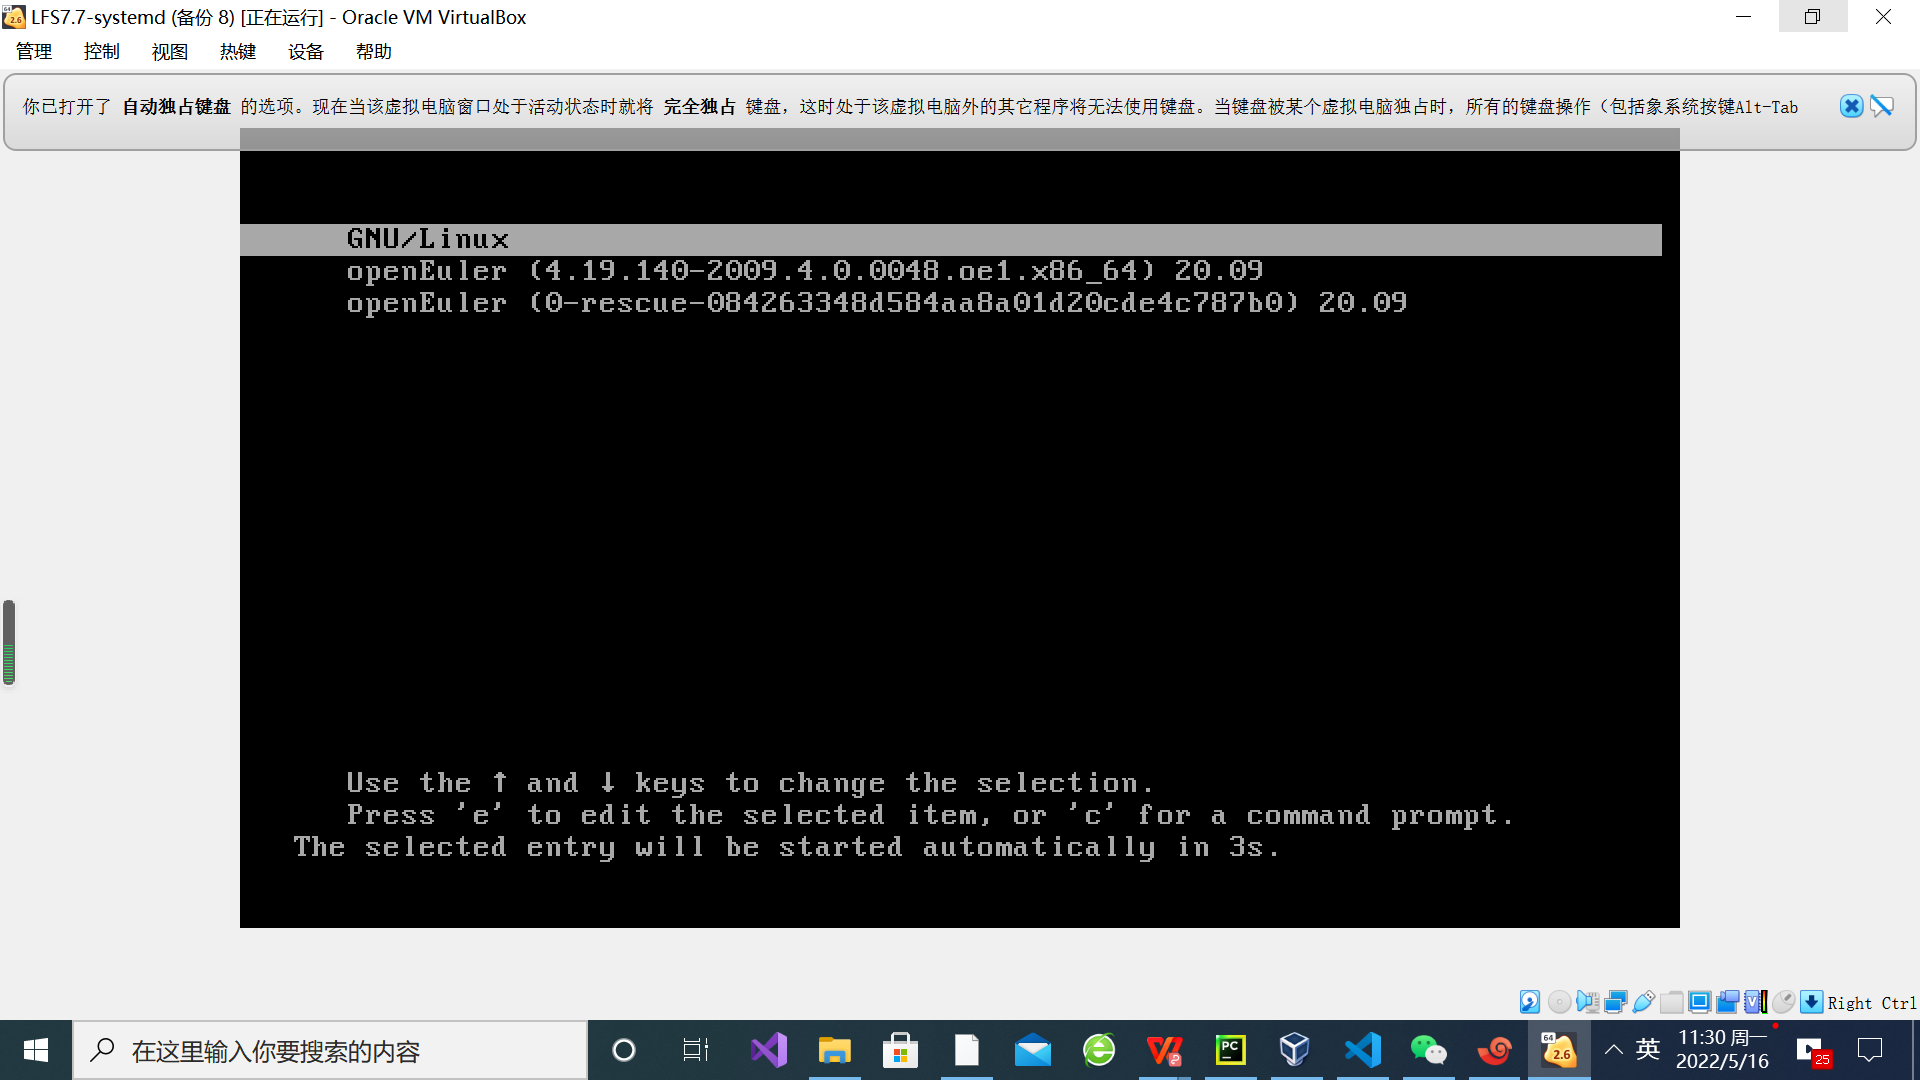 LFS7.7-systemd (备份 8) [正在运行] - Oracle VM VirtualBox
管理 控制 视图 热键 设备 帮助
你已打开了 自动独占键盘 的选项。现在当该虚拟电脑窗口处于活动状态时就将 完全独占 键盘，这时处于该虚拟电脑外的其它程序将无法使用键盘。当键盘被某个虚拟电脑独占时，所有的键盘操作（包括象系统按键Alt-Tab
GNU/Linux
openEuler (4.19.140-2009.4.0.0048.oe1.x86_64) 20.09
openEuler (0-rescue-084263348d584aa8a01d20cde4c787b0) 20.09
Use the ↑ and ↓ keys to change the selection.
Press 'e' to edit the selected item, or 'c' for a command prompt.
The selected entry will be started automatically in 3s.
Right Ctrl
在这里输入你要搜索的内容
PC
64
2.6
英
11:30 周一
2022/5/16
25